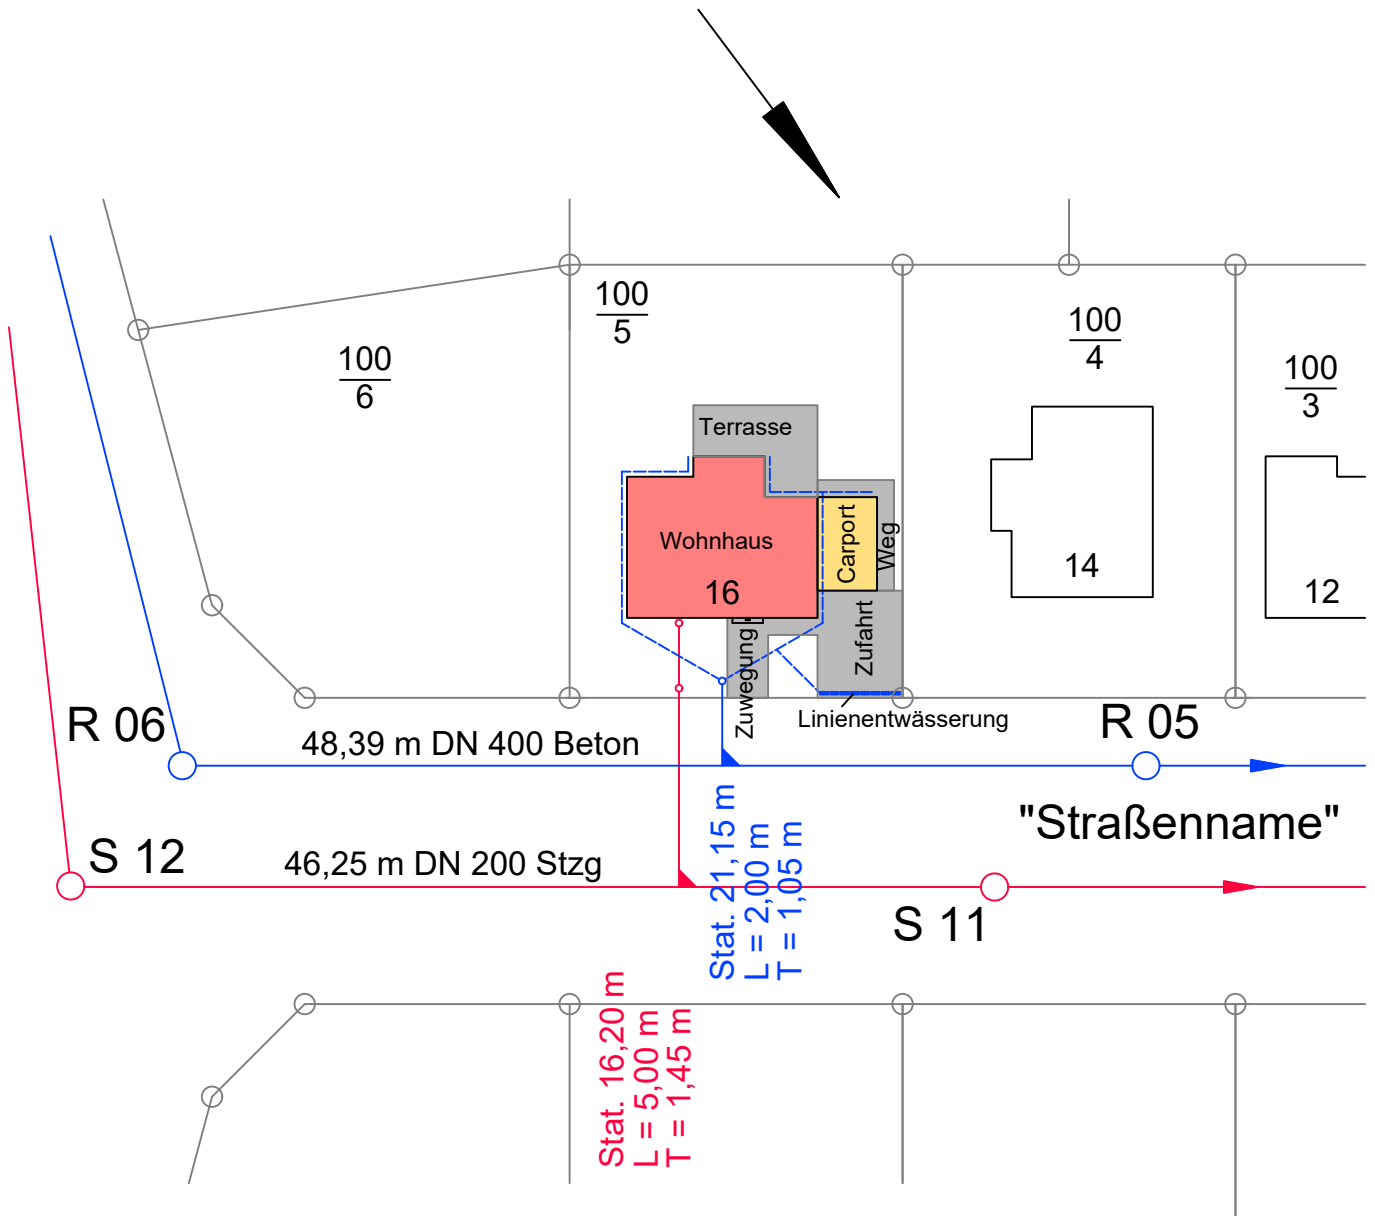 100
5
100
4
100
6
100
3
Terrasse
Wohnhaus
16
Carport
Weg
14
12
Zuwegung
Zufahrt
Linienentwässerung
R 06
48,39 m DN 400 Beton
R 05
"Straßenname"
S 12
46,25 m DN 200 Stzg
S 11
Stat. 21,15 m
L = 2,00 m
T = 1,05 m
Stat. 16,20 m
L = 5,00 m
T = 1,45 m